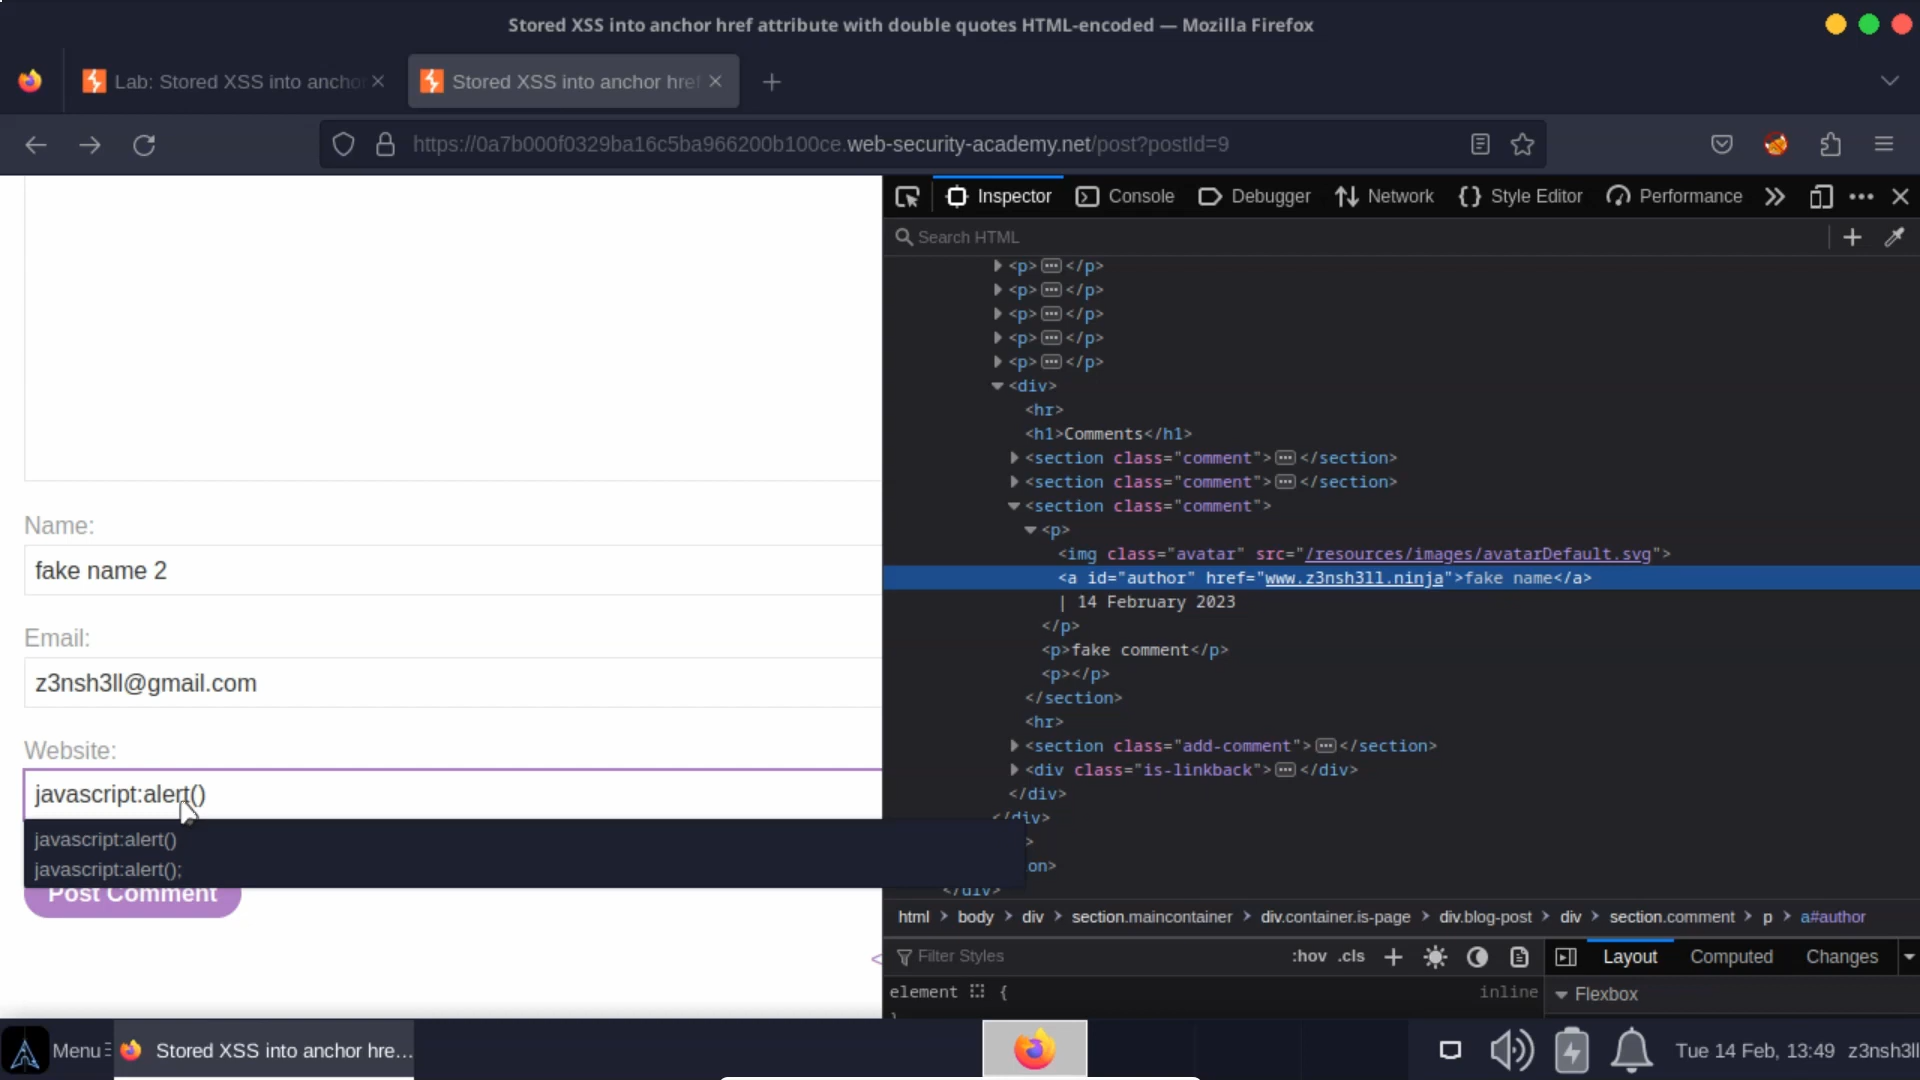 Stored XSS into anchor href attribute with double quotes HTML-encoded — Mozilla Firefox
Lab: Stored XSS into ancho
Stored XSS into anchor hre
https://0a7b000f0329ba16c5ba966200b100ce.web-security-academy.net/post?postId=9
Inspector Console Debugger Network Style Editor Performance
Search HTML
<p></p>
<p></p>
<p></p>
<p></p>
<p></p>
<div>
<hr>
<h1>Comments</h1>
<section class="comment"></section>
<section class="comment"></section>
<section class="comment">
<p>
<img class="avatar" src="/resources/images/avatarDefault.svg">
<a id="author" href="www.z3nsh3ll.ninja">fake name</a>
| 14 February 2023
</p>
<p>fake comment</p>
<p></p>
</section>
<hr>
<section class="add-comment"></section>
<div class="is-linkback"></div>
</div>
</div>
>
on>
</div>
html body div section.maincontainer div.container.is-page div.blog-post div section.comment p a#author
Filter Styles :hov .cls
Layout Computed Changes
element { inline
Flexbox
Name:
fake name 2
Email:
z3nsh3ll@gmail.com
Website:
javascript:alert()
javascript:alert()
javascript:alert();
Post Comment
<
Menu
Stored XSS into anchor hre...
Tue 14 Feb, 13:49 z3nsh3ll